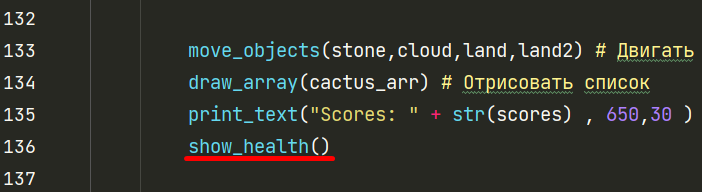 132
133 move_objects(stone,cloud,land,land2) # Двигать
134 draw_array(cactus_arr) # Отрисовать список
135 print_text("Scores: " + str(scores) , 650,30 )
136 show_health()
137